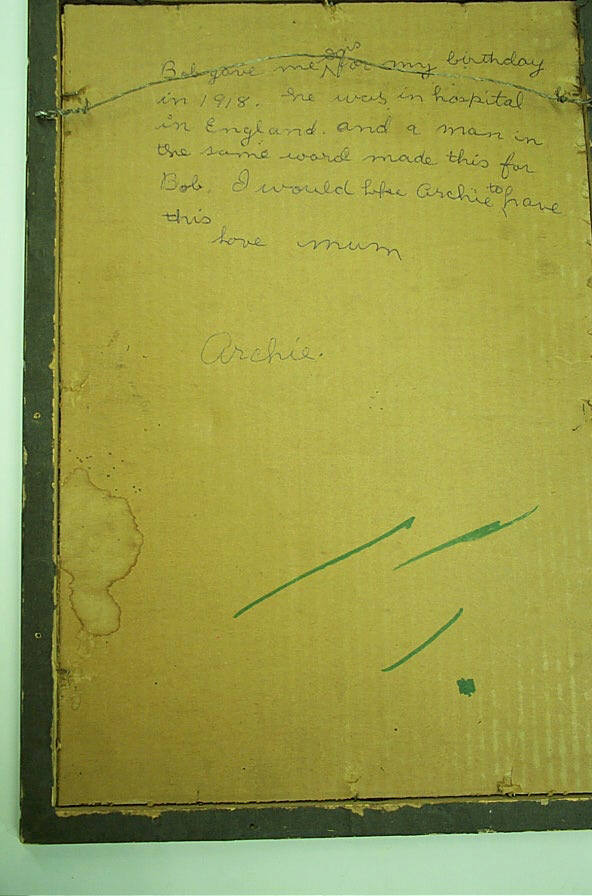 Bob gave me this for my birthday
in 1918. he was in hospital
in England. and a man in
the same ward made this for
Bob. I would like Archie to have
this
Love mum
Archie.